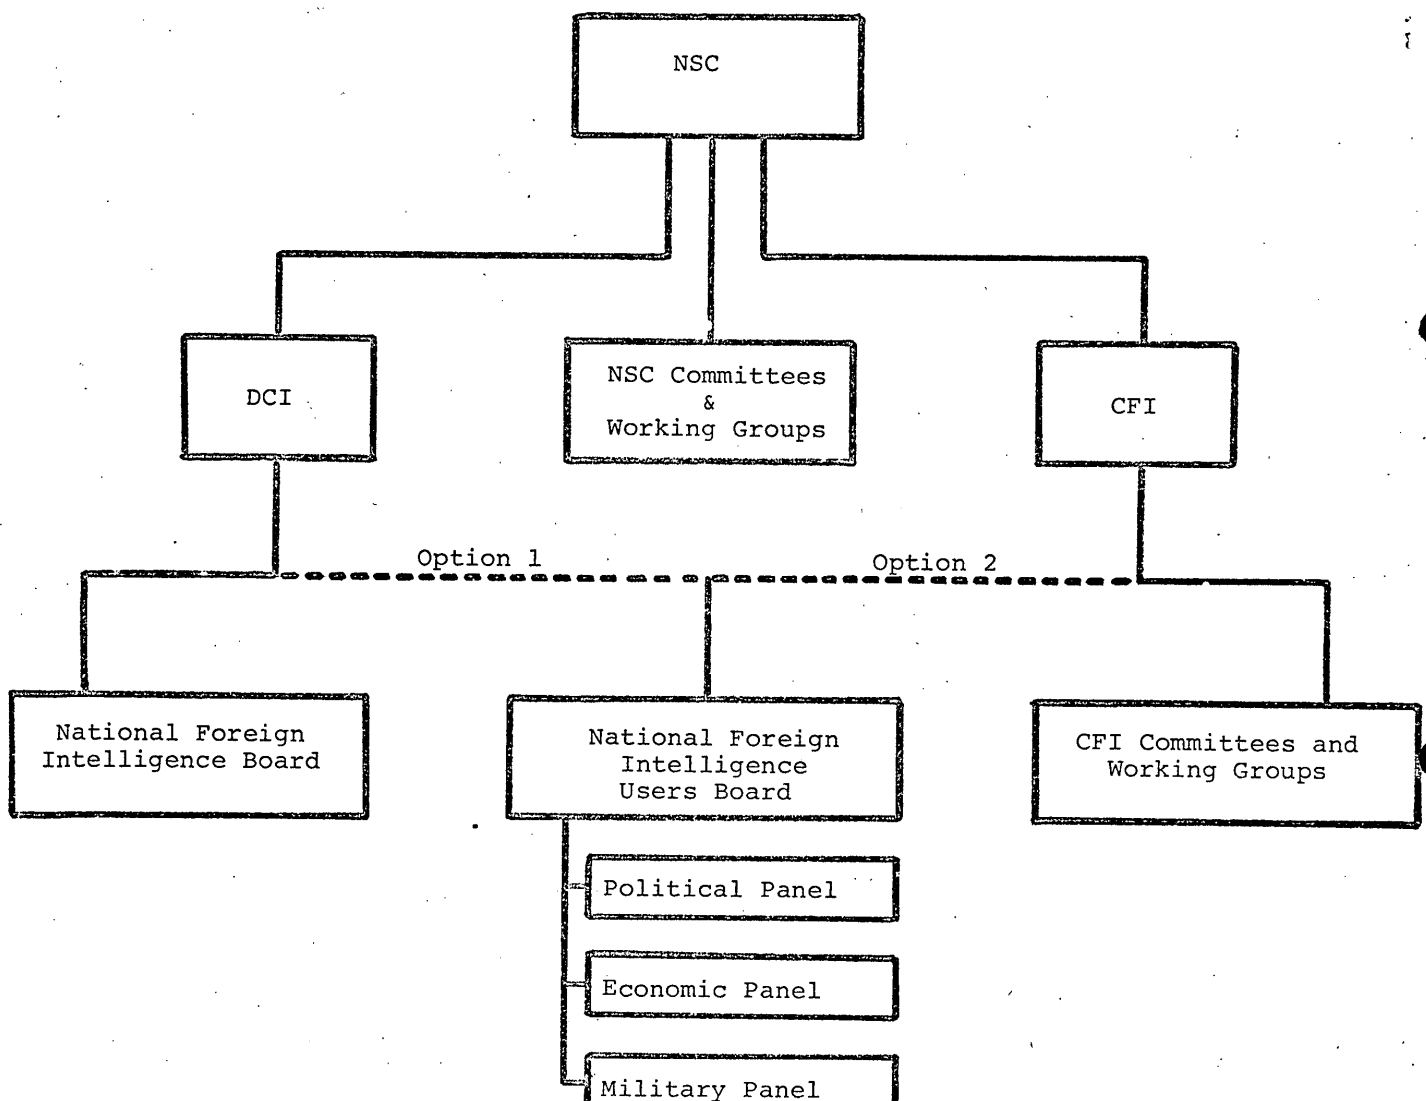 NSC
DCI
NSC Committees
&
Working Groups
CFI
Option 1
Option 2
National Foreign
Intelligence Board
National Foreign
Intelligence
Users Board
CFI Committees and
Working Groups
Political Panel
Economic Panel
Military Panel